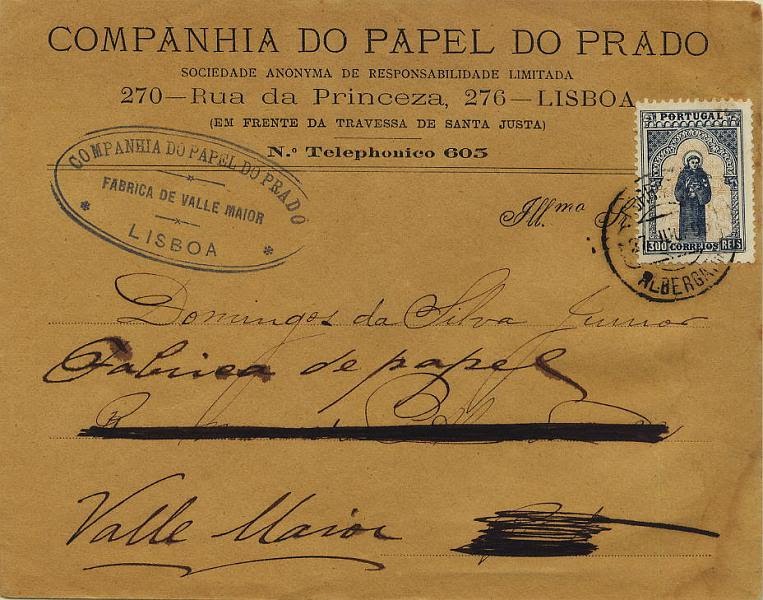 COMPANHIA DO PAPEL DO PRADO
SOCIEDADE ANONYMA DE RESPONSABILIDADE LIMITADA
270—Rua da Princeza, 276—LISBOA
(EM FRENTE DA TRAVESSA DE SANTA JUSTA)
N.º Telephonico 605
COMPANHIA DO PAPEL DO PRADO
FABRICA DE VALLE MAIOR
LISBOA
PORTUGAL
300 CORREIOS REIS
Ill.mo
Domingos da Silva Junior
Fabrica de papel
Valle Maior